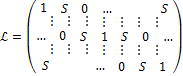 ℒ = ( 1 S 0 … S
⋮ ⋮ ⋮ ⋮ ⋮
… 0 S 1 S 0 …
⋮ ⋮ ⋮ ⋮ ⋮
S … 0 S 1 )